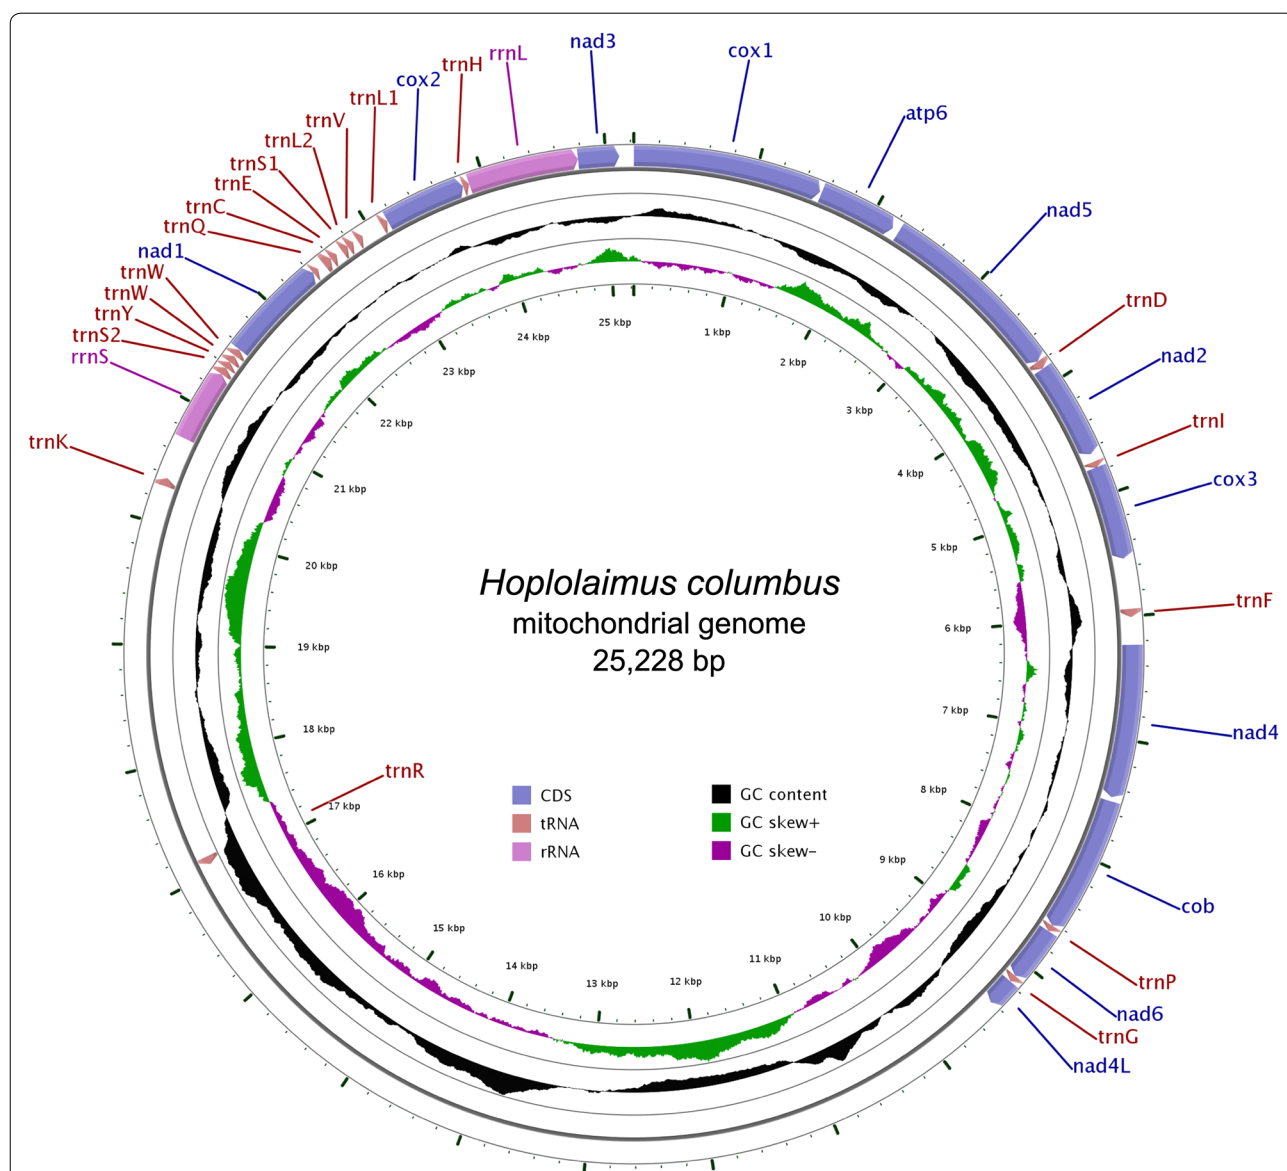 nad3
cox1
rrnL
trnH
cox2
trnL1
atp6
trnV
trnL2
trnS1
trnE
trnC
nad5
trnQ
nad1
trnW
trnW
trnD
trnY
trnS2
rrnS
nad2
trnI
trnK
cox3
trnF
nad4
cob
trnP
nad6
trnG
nad4L
trnR
25 kbp
1 kbp
2 kbp
3 kbp
4 kbp
5 kbp
6 kbp
7 kbp
8 kbp
9 kbp
10 kbp
11 kbp
12 kbp
13 kbp
14 kbp
15 kbp
16 kbp
17 kbp
18 kbp
19 kbp
20 kbp
21 kbp
22 kbp
23 kbp
24 kbp
Hoplolaimus columbus
mitochondrial genome
25,228 bp
CDS
tRNA
rRNA
GC content
GC skew+
GC skew-